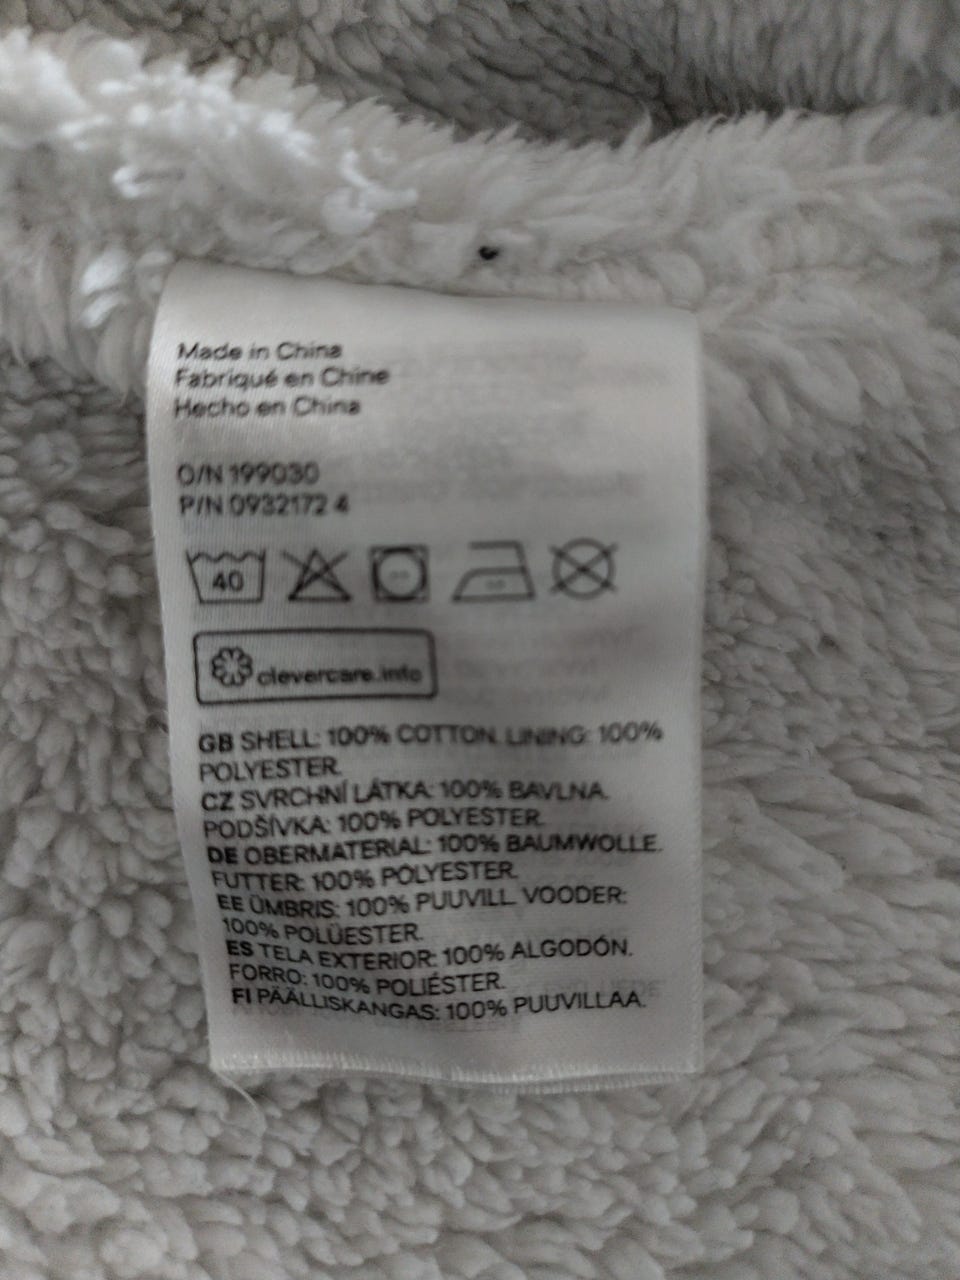 Made in China
Fabriqué en Chine
Hecho en China
O/N 199030
P/N 0932172 4
40
clevercare.info
GB SHELL: 100% COTTON. LINING: 100%
POLYESTER.
CZ SVRCHNÍ LÁTKA: 100% BAVLNA.
PODŠÍVKA: 100% POLYESTER.
DE OBERMATERIAL: 100% BAUMWOLLE.
FUTTER: 100% POLYESTER.
EE ÜMBRIS: 100% PUUVILL. VOODER:
100% POLÜESTER.
ES TELA EXTERIOR: 100% ALGODÓN.
FORRO: 100% POLIÉSTER.
FI PÄÄLLISKANGAS: 100% PUUVILLAA.